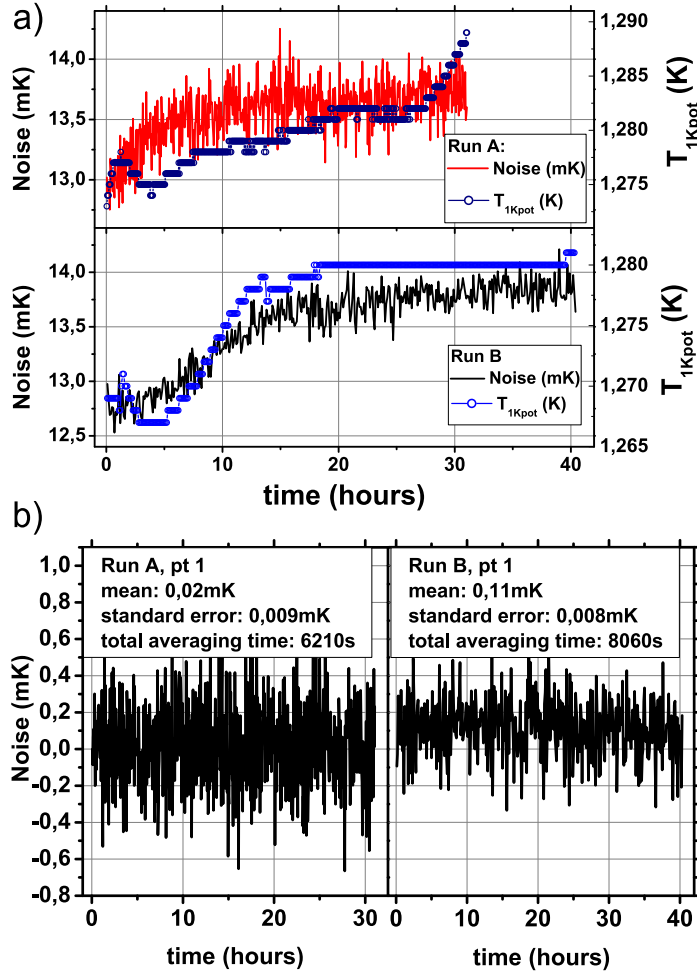 a)
14,0
13,5
13,0
Noise (mK)
1,290
1,285
1,280
1,275
T1Kpot (K)
Run A:
Noise (mK)
T1Kpot (K)
14,0
13,5
13,0
12,5
Noise (mK)
1,280
1,275
1,270
1,265
T1Kpot (K)
Run B
Noise (mK)
T1Kpot (K)
0 10 20 30 40
time (hours)
b)
1,0
0,8
0,6
0,4
0,2
0,0
-0,2
-0,4
-0,6
-0,8
Noise (mK)
Run A, pt 1
mean: 0,02mK
standard error: 0,009mK
total averaging time: 6210s
Run B, pt 1
mean: 0,11mK
standard error: 0,008mK
total averaging time: 8060s
0 10 20 30
0 10 20 30 40
time (hours)
time (hours)